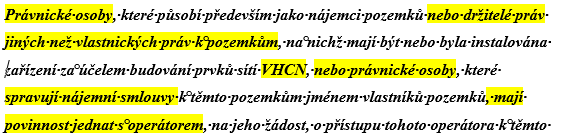 Právnické osoby, které působí především jako nájemci pozemků nebo držitelé práv
jiných než vlastnických práv k pozemkům, na nichž mají být nebo byla instalována
zařízení za účelem budování prvků sítí VHCN, nebo právnické osoby, které
spravují nájemní smlouvy k těmto pozemkům jménem vlastníků pozemků, mají
povinnost jednat s operátorem, na jeho žádost, o přístupu tohoto operátora k těmto